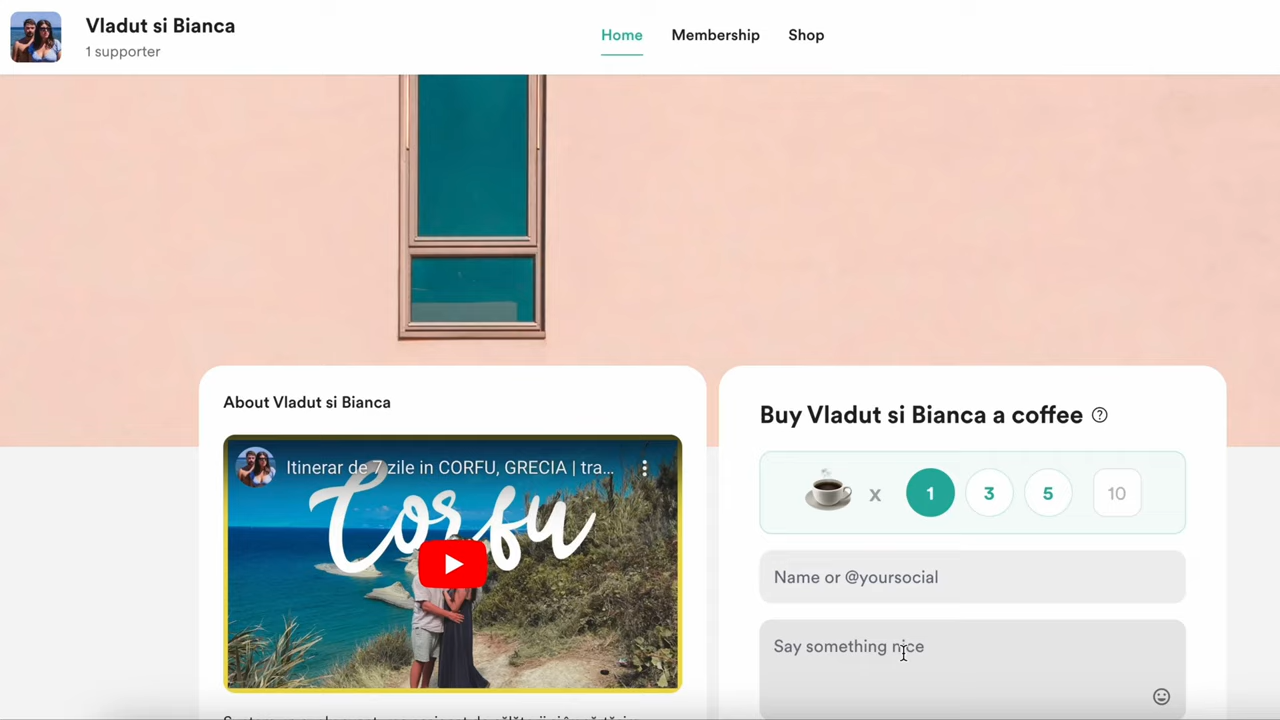 Vladut si Bianca
1 supporter
Home
Membership
Shop
About Vladut si Bianca
Itinerar de 7 zile in CORFU, GRECIA | tra...
Corfu
Buy Vladut si Bianca a coffee
x
1
3
5
10
Name or @yoursocial
Say something nice